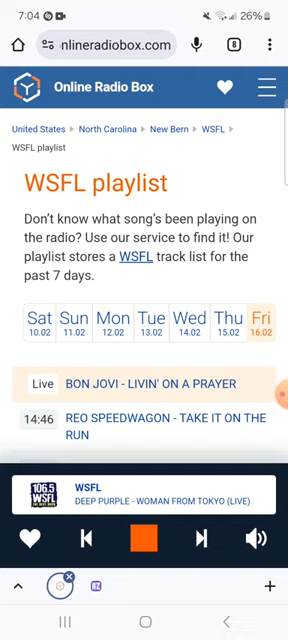 7:04 26%
nlineradiobox.com 8
Online Radio Box
United States North Carolina New Bern WSFL
WSFL playlist
WSFL playlist
Don't know what song's been playing on
the radio? Use our service to find it! Our
playlist stores a WSFL track list for the
past 7 days.
Sat Sun Mon Tue Wed Thu Fri
10.02 11.02 12.02 13.02 14.02 15.02 16.02
Live BON JOVI - LIVIN' ON A PRAYER
14:46 REO SPEEDWAGON - TAKE IT ON THE
RUN
106.5
WSFL
WSFL
DEEP PURPLE - WOMAN FROM TOKYO (LIVE)